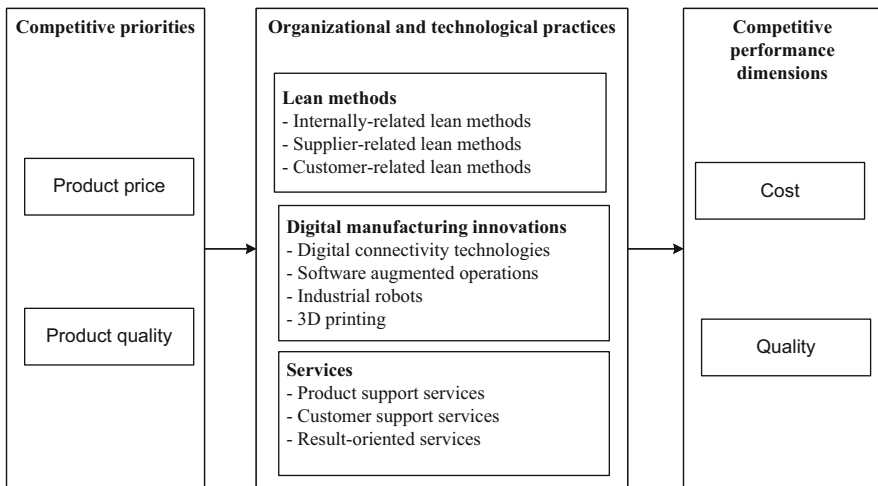 Competitive priorities
Product price
Product quality
Organizational and technological practices
Lean methods
- Internally-related lean methods
- Supplier-related lean methods
- Customer-related lean methods
Digital manufacturing innovations
- Digital connectivity technologies
- Software augmented operations
- Industrial robots
- 3D printing
Services
- Product support services
- Customer support services
- Result-oriented services
Competitive
performance
dimensions
Cost
Quality